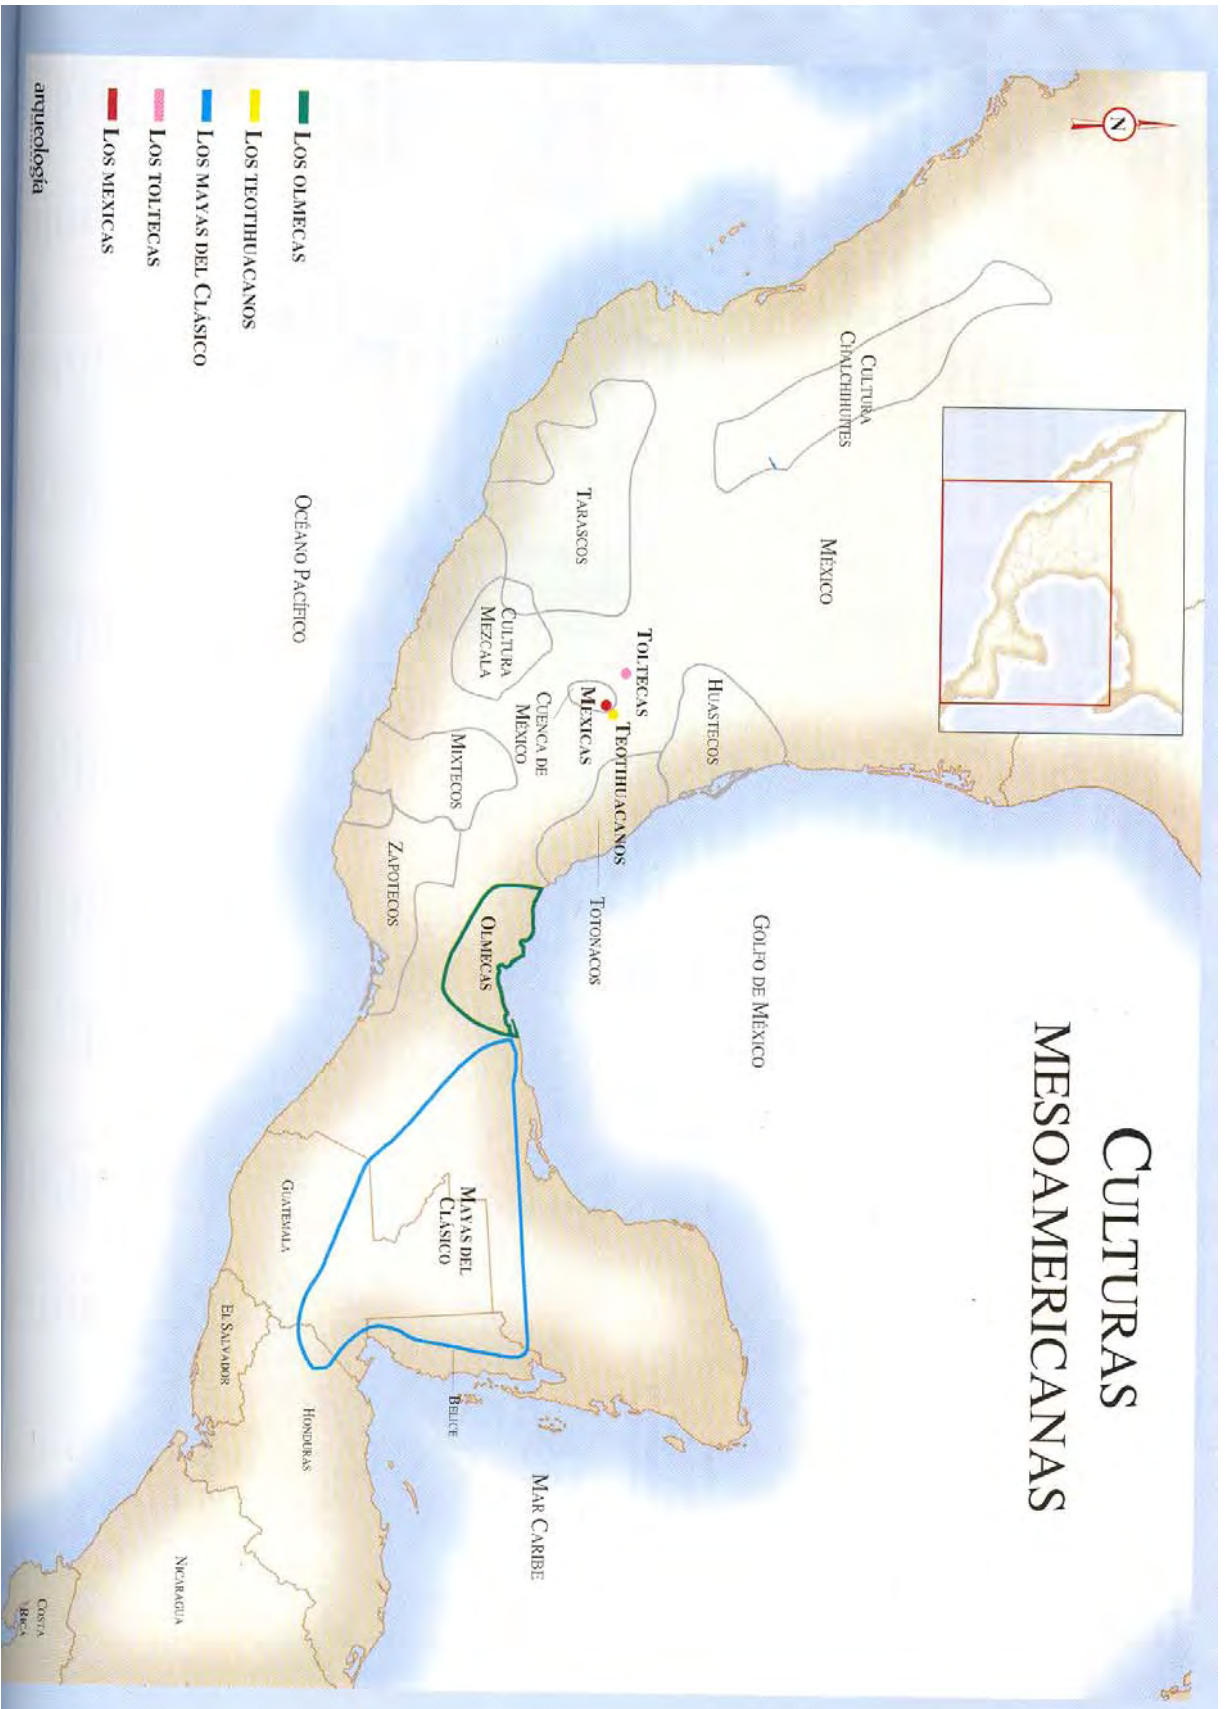 CULTURAS
MESOAMERICANAS
N
MÉXICO
CULTURA
CHALCHIHUITES
TARASCOS
HUASTECOS
TOLTECAS
TEOTIHUACANOS
MEXICAS
CUENCA DE
MÉXICO
CULTURA
MEZCALA
MIXTECOS
ZAPOTECOS
TOTONACOS
OLMECAS
GOLFO DE MÉXICO
MAYAS DEL
CLÁSICO
GUATEMALA
BELICE
EL SALVADOR
HONDURAS
NICARAGUA
COSTA
RICA
MAR CARIBE
OCÉANO PACÍFICO
LOS OLMECAS
LOS TEOTIHUACANOS
LOS MAYAS DEL CLÁSICO
LOS TOLTECAS
LOS MEXICAS
arqueología